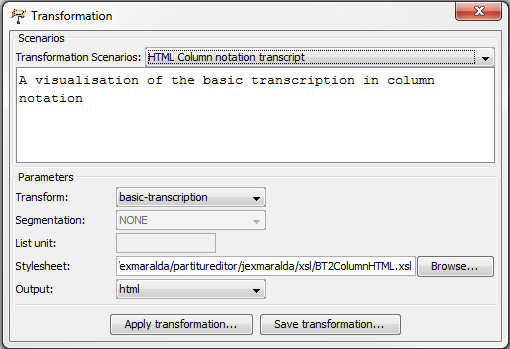 Transformation
Scenarios
Transformation Scenarios: HTML Column notation transcript
A visualisation of the basic transcription in column
notation
Parameters
Transform: basic-transcription
Segmentation: NONE
List unit:
Stylesheet: 'exmaralda/partitureditor/jexmaralda/xsl/BT2ColumnHTML.xsl Browse...
Output: html
Apply transformation... Save transformation...